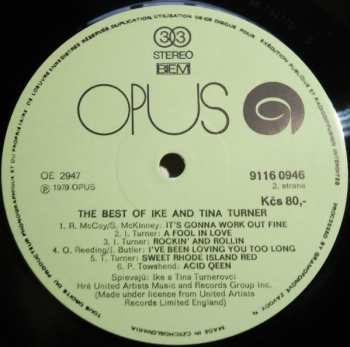 33
STEREO
BIEM
OPUS
OE 2947
℗ 1979 OPUS
9116 0946
2. strana
Kčs 80,-
THE BEST OF IKE AND TINA TURNER
1. R. McCoy/S. McKinney: IT'S GONNA WORK OUT FINE
2. I. Turner: A FOOL IN LOVE
3. I. Turner: ROCKIN' AND ROLLIN
4. O. Reeding/J. Butler: I'VE BEEN LOVING YOU TOO LONG
5. T. Turner: SWEET RHODE ISLAND RED
6. P. Townshend: ACID QEEN
Spievajú: Ike a Tina Turnerovci
Hrá United Artists Music and Records Group Inc.
(Made under licence from United Artists
Records Limited England)
MADE IN CZECHOSLOVAKIA